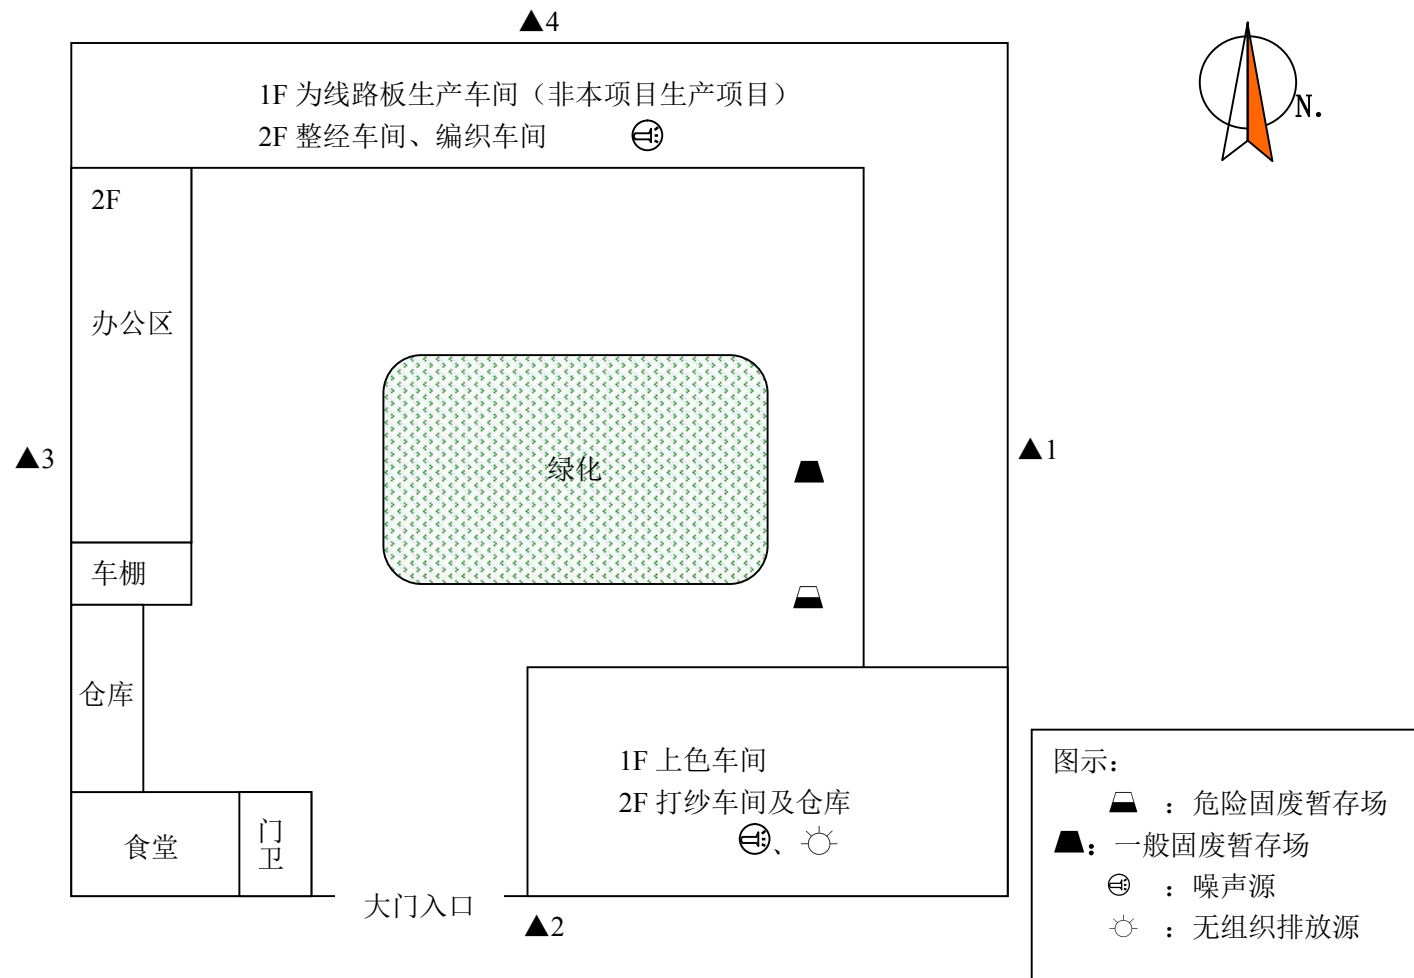 ▲4
1F 为线路板生产车间（非本项目生产项目）
2F 整经车间、编织车间
N.
2F
办公区
绿化
▲3
▲1
车棚
仓库
1F 上色车间
2F 打纱车间及仓库
、
食堂
门
卫
大门入口
▲2
图示：
：危险固废暂存场
：一般固废暂存场
：噪声源
：无组织排放源